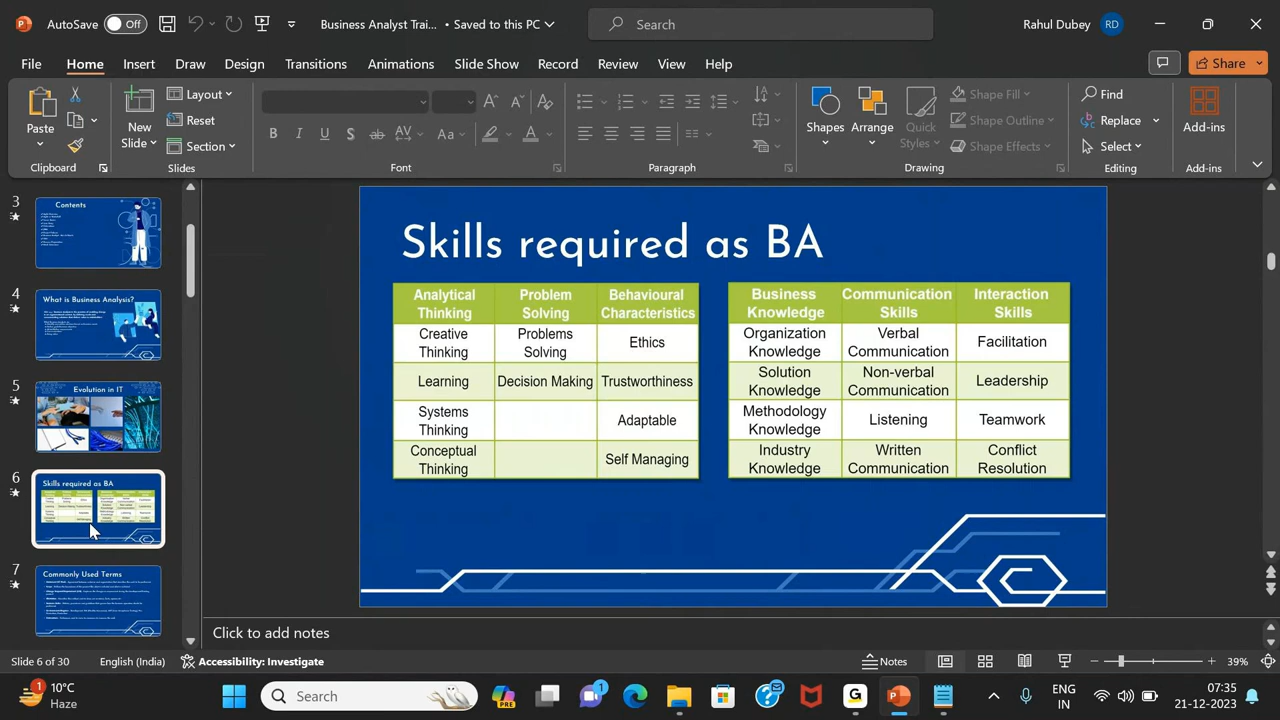 AutoSave Off Business Analyst Trai... • Saved to this PC Search Rahul Dubey RD
File Home Insert Draw Design Transitions Animations Slide Show Record Review View Help Share
Paste
Clipboard
New
Slide
Layout
Reset
Section
Slides
B I U S ab AV Aa A
Font
Paragraph
Shapes
Arrange
Quick
Styles
Shape Fill
Shape Outline
Shape Effects
Drawing
Find
Replace
Select
Editing
Add-ins
Add-ins
3
Contents
4
What is Business Analysis?
5
Evolution in IT
6
Skills required as BA
7
Commonly Used Terms
Skills required as BA
Analytical Thinking Problem Solving Behavioural Characteristics
Creative Thinking Problems Solving Ethics
Learning Decision Making Trustworthiness
Systems Thinking Adaptable
Conceptual Thinking Self Managing
Business Knowledge Communication Skills Interaction Skills
Organization Knowledge Verbal Communication Facilitation
Solution Knowledge Non-verbal Communication Leadership
Methodology Knowledge Listening Teamwork
Industry Knowledge Written Communication Conflict Resolution
Click to add notes
Slide 6 of 30 English (India) Accessibility: Investigate Notes 39%
1
10°C
Haze
Search
PRE
1
G
ENG
IN
07:35
21-12-2023